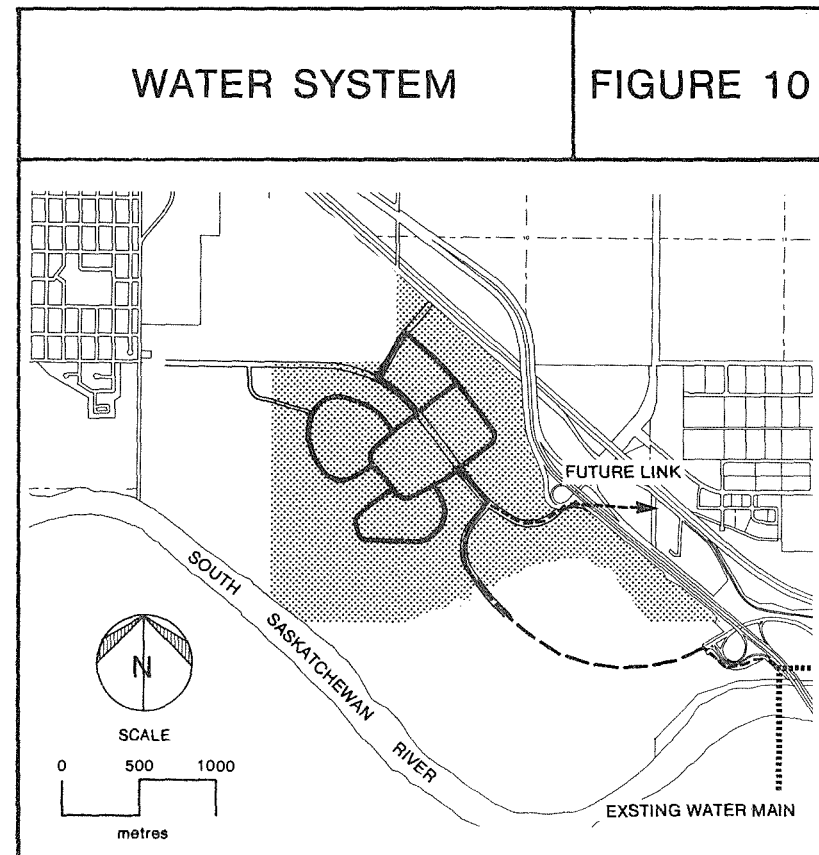 WATER SYSTEM
FIGURE 10
FUTURE LINK
SOUTH SASKATCHEWAN RIVER
N
SCALE
0 500 1000
metres
EXSTING WATER MAIN